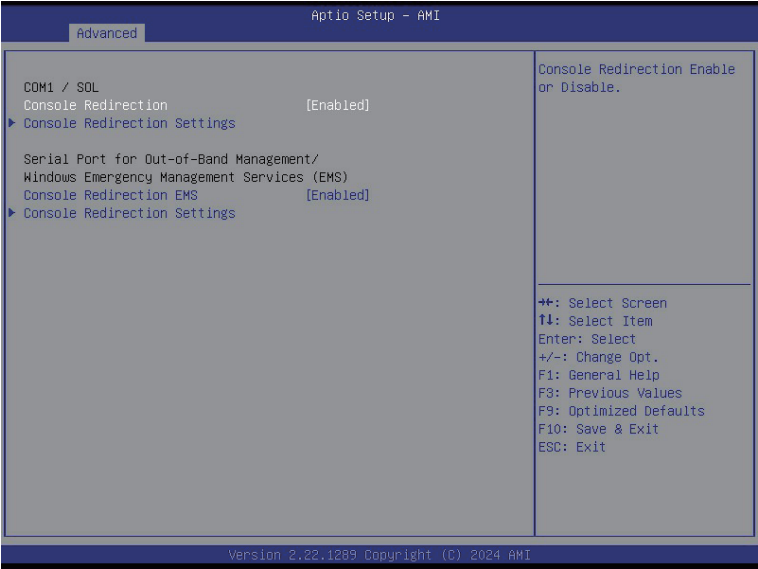 Aptio Setup – AMI
Advanced
COM1 / SOL
Console Redirection [Enabled]
Console Redirection Settings
Serial Port for Out-of-Band Management/
Windows Emergency Management Services (EMS)
Console Redirection EMS [Enabled]
Console Redirection Settings
Console Redirection Enable
or Disable.
→←: Select Screen
↑↓: Select Item
Enter: Select
+/-: Change Opt.
F1: General Help
F3: Previous Values
F9: Optimized Defaults
F10: Save & Exit
ESC: Exit
Version 2.22.1289 Copyright (C) 2024 AMI